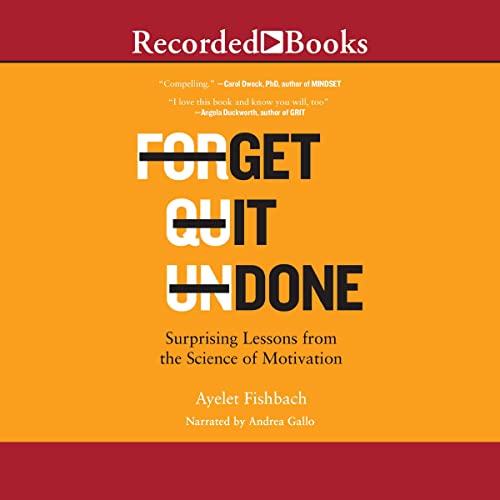 Recorded Books
“Compelling.” —Carol Dweck, PhD, author of MINDSET
“I love this book and know you will, too”
—Angela Duckworth, author of GRIT
FORGET
QUIT
UNDONE
Surprising Lessons from
the Science of Motivation
Ayelet Fishbach
Narrated by Andrea Gallo